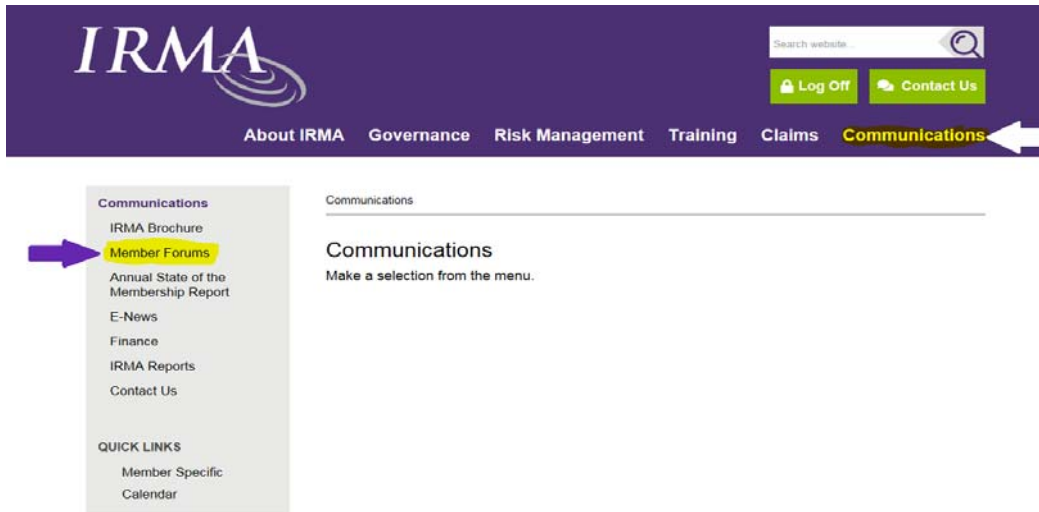 IRMA
Search website...
Log Off
Contact Us
About IRMA Governance Risk Management Training Claims Communications
Communications
IRMA Brochure
Member Forums
Annual State of the
Membership Report
E-News
Finance
IRMA Reports
Contact Us
QUICK LINKS
Member Specific
Calendar
Communications
Communications
Make a selection from the menu.